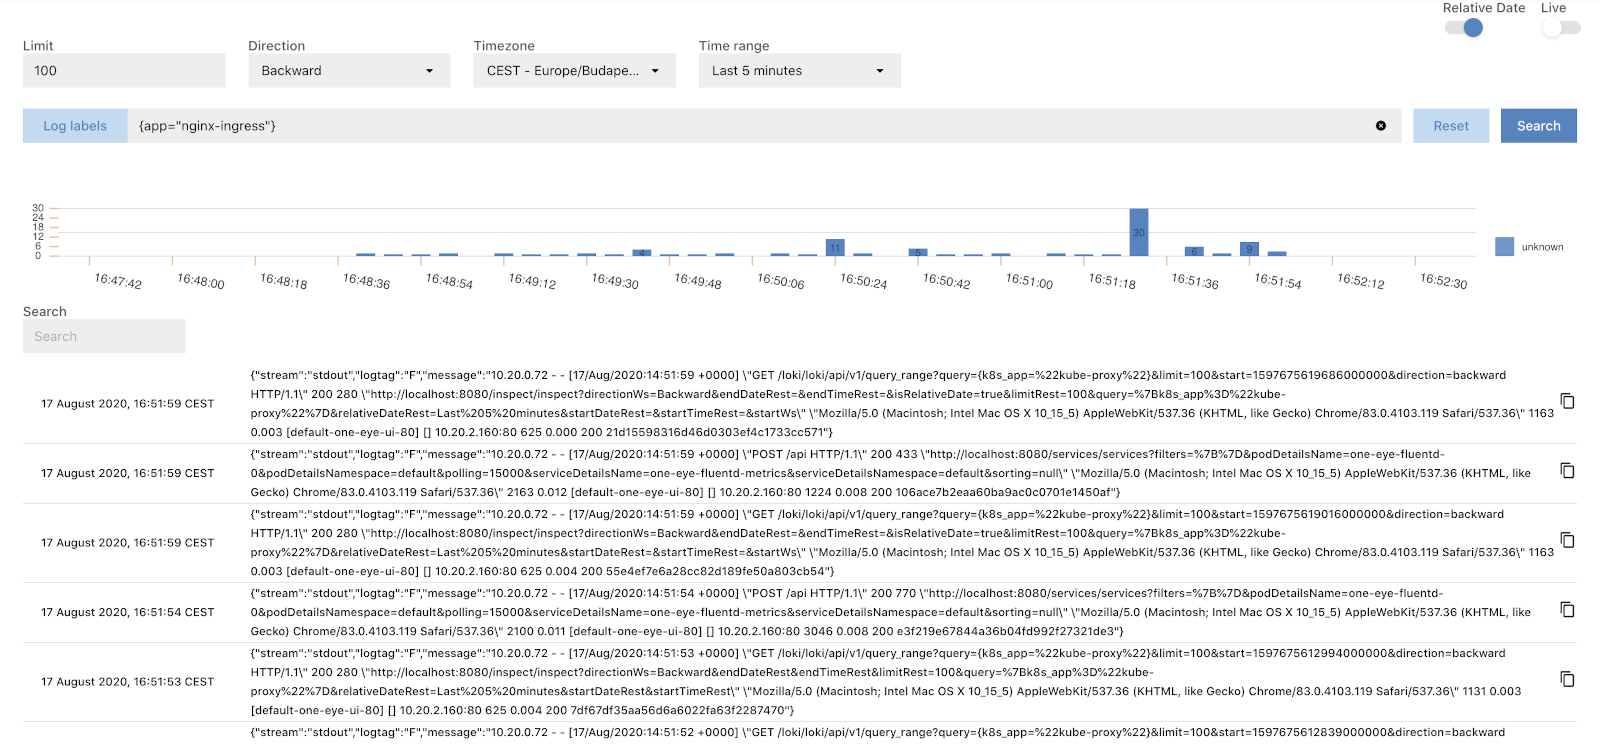 Relative Date Live
Limit Direction Timezone Time range
100 Backward CEST - Europe/Budape... Last 5 minutes
Log labels {app="nginx-ingress"} Reset Search
30
24
18
12
6
0
4 11 5 30 6 9
unknown
16:47:42 16:48:00 16:48:18 16:48:36 16:48:54 16:49:12 16:49:30 16:49:48 16:50:06 16:50:24 16:50:42 16:51:00 16:51:18 16:51:36 16:51:54 16:52:12 16:52:30
Search
Search
{"stream":"stdout","logtag":"F","message":"10.20.0.72 - - [17/Aug/2020:14:51:59 +0000] \"GET /loki/loki/api/v1/query_range?query={k8s_app=%22kube-proxy%22}&limit=100&start=1597675619686000000&direction=backward
HTTP/1.1\" 200 280 \"http://localhost:8080/inspect/inspect?directionWs=Backward&endDateRest=&endTimeRest=&isRelativeDate=true&limitRest=100&query=%7Bk8s_app%3D%22kube-
17 August 2020, 16:51:59 CEST
proxy%22%7D&relativeDateRest=Last%205%20minutes&startDateRest=&startTimeRest=&startWs\" \"Mozilla/5.0 (Macintosh; Intel Mac OS X 10_15_5) AppleWebKit/537.36 (KHTML, like Gecko) Chrome/83.0.4103.119 Safari/537.36\" 1163
0.003 [default-one-eye-ui-80] [] 10.20.2.160:80 625 0.000 200 21d15598316d46d0303ef4c1733cc571"}
{"stream":"stdout","logtag":"F","message":"10.20.0.72 - - [17/Aug/2020:14:51:59 +0000] \"POST /api HTTP/1.1\" 200 433 \"http://localhost:8080/services/services?filters=%7B%7D&podDetailsName=one-eye-fluentd-
17 August 2020, 16:51:59 CEST
0&podDetailsNamespace=default&polling=15000&serviceDetailsName=one-eye-fluentd-metrics&serviceDetailsNamespace=default&sorting=null\" \"Mozilla/5.0 (Macintosh; Intel Mac OS X 10_15_5) AppleWebKit/537.36 (KHTML, like
Gecko) Chrome/83.0.4103.119 Safari/537.36\" 2163 0.012 [default-one-eye-ui-80] [] 10.20.2.160:80 1224 0.008 200 106ace7b2eaa60ba9ac0c0701e1450af"}
{"stream":"stdout","logtag":"F","message":"10.20.0.72 - - [17/Aug/2020:14:51:59 +0000] \"GET /loki/loki/api/v1/query_range?query={k8s_app=%22kube-proxy%22}&limit=100&start=1597675619016000000&direction=backward
HTTP/1.1\" 200 280 \"http://localhost:8080/inspect/inspect?directionWs=Backward&endDateRest=&endTimeRest=&isRelativeDate=true&limitRest=100&query=%7Bk8s_app%3D%22kube-
17 August 2020, 16:51:59 CEST
proxy%22%7D&relativeDateRest=Last%205%20minutes&startDateRest=&startTimeRest=&startWs\" \"Mozilla/5.0 (Macintosh; Intel Mac OS X 10_15_5) AppleWebKit/537.36 (KHTML, like Gecko) Chrome/83.0.4103.119 Safari/537.36\" 1163
0.003 [default-one-eye-ui-80] [] 10.20.2.160:80 625 0.004 200 55e4ef7e6a28cc82d189fe50a803cb54"}
{"stream":"stdout","logtag":"F","message":"10.20.0.72 - - [17/Aug/2020:14:51:54 +0000] \"POST /api HTTP/1.1\" 200 770 \"http://localhost:8080/services/services?filters=%7B%7D&podDetailsName=one-eye-fluentd-
17 August 2020, 16:51:54 CEST
0&podDetailsNamespace=default&polling=15000&serviceDetailsName=one-eye-fluentd-metrics&serviceDetailsNamespace=default&sorting=null\" \"Mozilla/5.0 (Macintosh; Intel Mac OS X 10_15_5) AppleWebKit/537.36 (KHTML, like
Gecko) Chrome/83.0.4103.119 Safari/537.36\" 2100 0.011 [default-one-eye-ui-80] [] 10.20.2.160:80 3046 0.008 200 e3f219e67844a36b04fd992f27321de3"}
{"stream":"stdout","logtag":"F","message":"10.20.0.72 - - [17/Aug/2020:14:51:53 +0000] \"GET /loki/loki/api/v1/query_range?query={k8s_app=%22kube-proxy%22}&limit=100&start=1597675612994000000&direction=backward
HTTP/1.1\" 200 280 \"http://localhost:8080/inspect/inspect?directionWs=Backward&endDateRest&endTimeRest&limitRest=100&query=%7Bk8s_app%3D%22kube-
17 August 2020, 16:51:53 CEST
proxy%22%7D&relativeDateRest=Last%205%20minutes&startDateRest&startTimeRest\" \"Mozilla/5.0 (Macintosh; Intel Mac OS X 10_15_5) AppleWebKit/537.36 (KHTML, like Gecko) Chrome/83.0.4103.119 Safari/537.36\" 1131 0.003
[default-one-eye-ui-80] [] 10.20.2.160:80 625 0.004 200 7df67df35aa56d6a6022fa63f2287470"}
{"stream":"stdout","logtag":"F","message":"10.20.0.72 - - [17/Aug/2020:14:51:52 +0000] \"GET /loki/loki/api/v1/query_range?query={k8s_app=%22kube-proxy%22}&limit=100&start=1597675612839000000&direction=backward